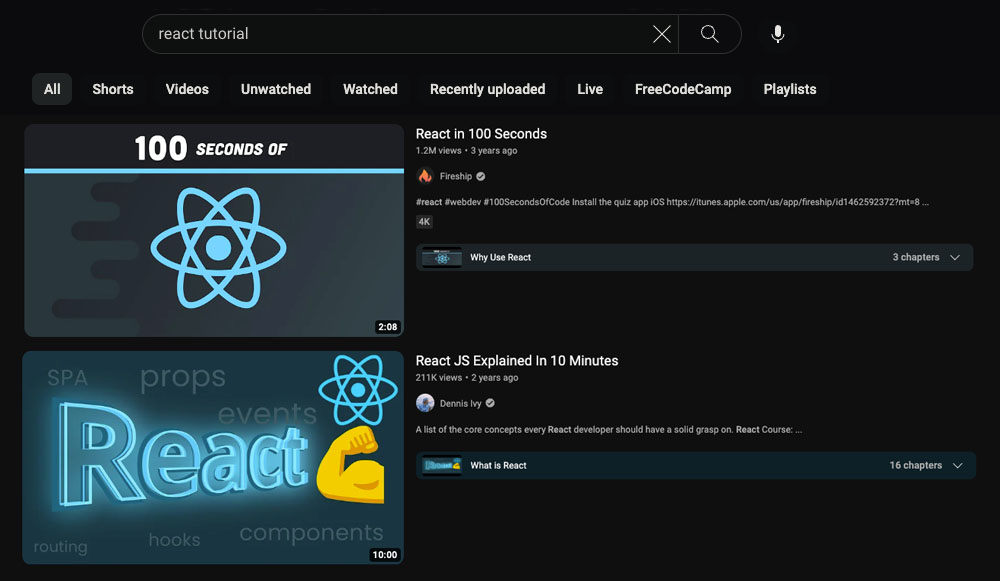 react tutorial
All Shorts Videos Unwatched Watched Recently uploaded Live FreeCodeCamp Playlists
100 SECONDS OF
2:08
React in 100 Seconds
1.2M views • 3 years ago
Fireship
#react #webdev #100SecondsOfCode Install the quiz app iOS https://itunes.apple.com/us/app/fireship/id1462592372?mt=8 ...
4K
Why Use React 3 chapters
SPA props
events
React
components
hooks
routing
10:00
React JS Explained In 10 Minutes
211K views • 2 years ago
Dennis Ivy
A list of the core concepts every React developer should have a solid grasp on. React Course: ...
What is React 16 chapters